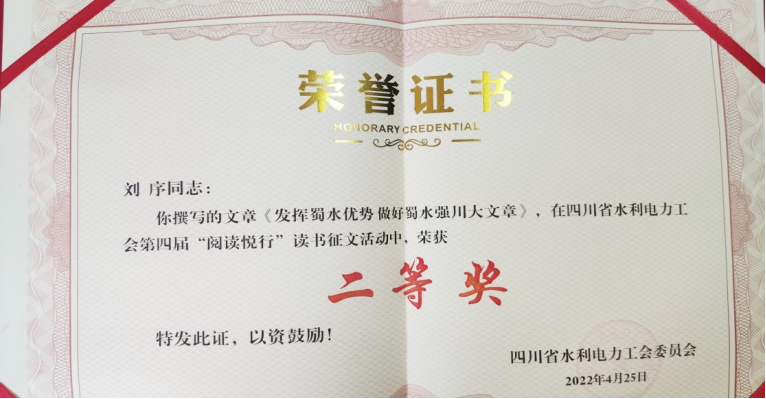 荣誉证书
HONORARY CREDENTIAL
刘 序同志：
你撰写的文章《发挥蜀水优势 做好蜀水强川大文章》，在四川省水利电力工
会第四届“阅读悦行”读书征文活动中，荣获
二等奖
特发此证，以资鼓励！
四川省水利电力工会委员会
2022年4月25日